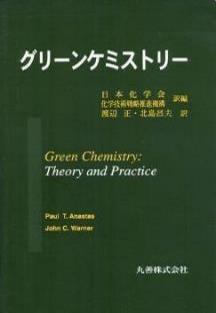 グリーンケミストリー
日本化学会
化学技術戦略推進機構 訳編
渡辺 正・北島昌夫 訳
Green Chemistry:
Theory and Practice
Paul T. Anastas
John C. Warner
丸善株式会社